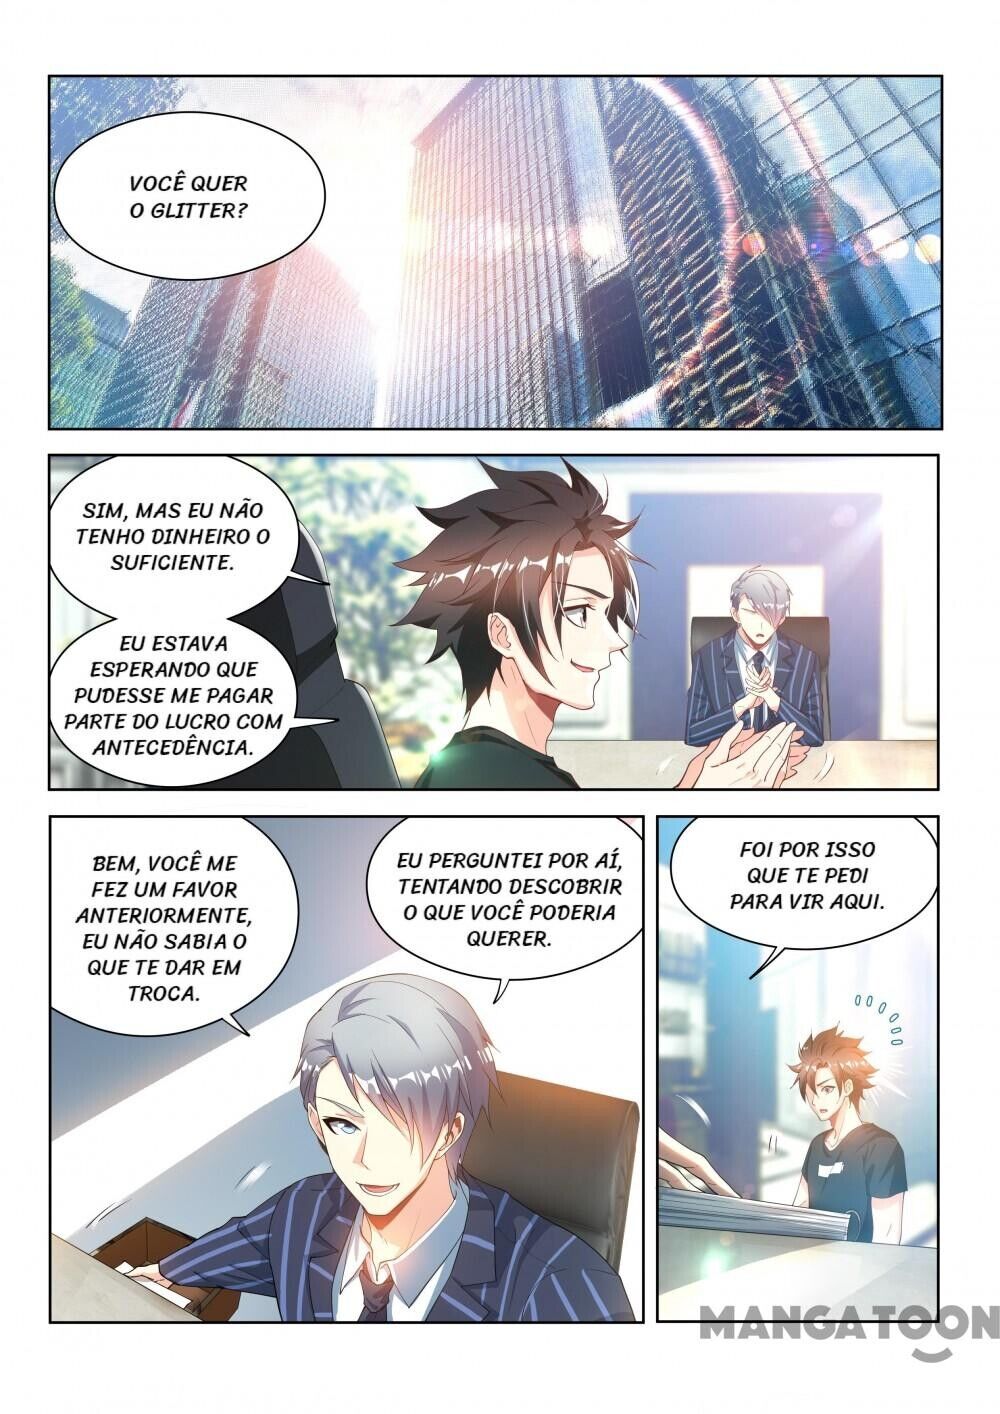 VOCÊ QUER
O GLITTER?
SIM, MAS EU NÃO
TENHO DINHEIRO O
SUFICIENTE.
EU ESTAVA
ESPERANDO QUE
PUDESSE ME PAGAR
PARTE DO LUCRO COM
ANTECEDÊNCIA.
BEM, VOCÊ ME
FEZ UM FAVOR
ANTERIORMENTE,
EU NÃO SABIA O
QUE TE DAR EM
TROCA.
EU PERGUNTEI POR AÍ,
TENTANDO DESCOBRIR
O QUE VOCÊ PODERIA
QUERER.
FOI POR ISSO
QUE TE PEDI
PARA VIR AQUI.
MANGATOON